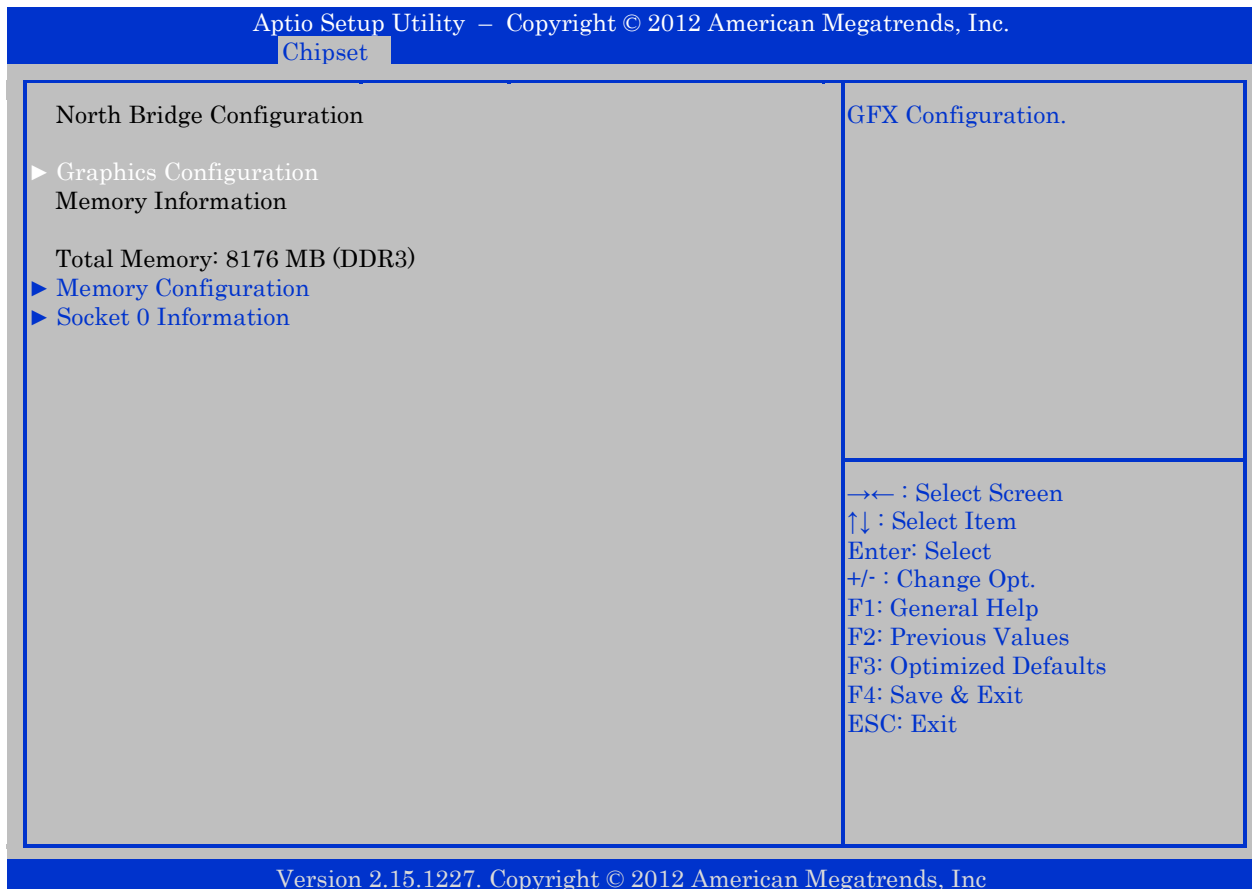 Aptio Setup Utility – Copyright © 2012 American Megatrends, Inc.
Chipset
North Bridge Configuration
► Graphics Configuration
Memory Information
Total Memory: 8176 MB (DDR3)
► Memory Configuration
► Socket 0 Information
GFX Configuration.
→← : Select Screen
↑↓ : Select Item
Enter: Select
+/- : Change Opt.
F1: General Help
F2: Previous Values
F3: Optimized Defaults
F4: Save & Exit
ESC: Exit
Version 2.15.1227. Copyright © 2012 American Megatrends, Inc